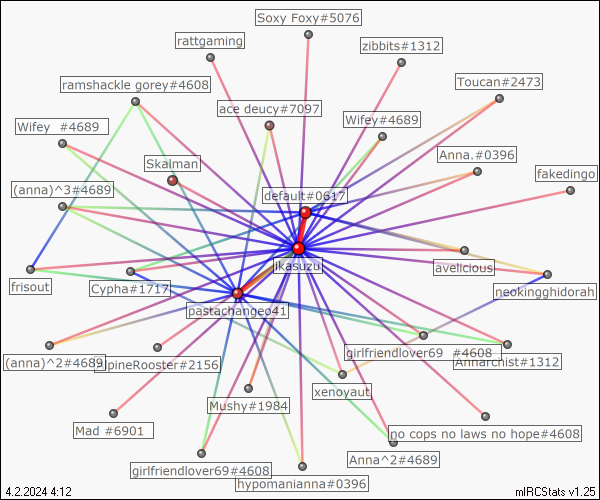 Soxy Foxy#5076
rattgaming
zibbits#1312
ramshackle gorey#4608
Toucan#2473
ace deucy#7097
Wifey #4689
Wifey#4689
Skalman
Anna.#0396
fakedingo
(anna)^3#4689
default#0617
ikasuzu
avelicious
frisout
Cypha#1717
neokingghidorah
pastachangeo41
girlfriendlover69 #4608
(anna)^2#4689
lpineRooster#2156
Annarchist#1312
xenoyaut
Mushy#1984
Mad #6901
no cops no laws no hope#4608
girlfriendlover69#4608
Anna^2#4689
hypomanianna#0396
4.2.2024 4:12
mIRCStats v1.25